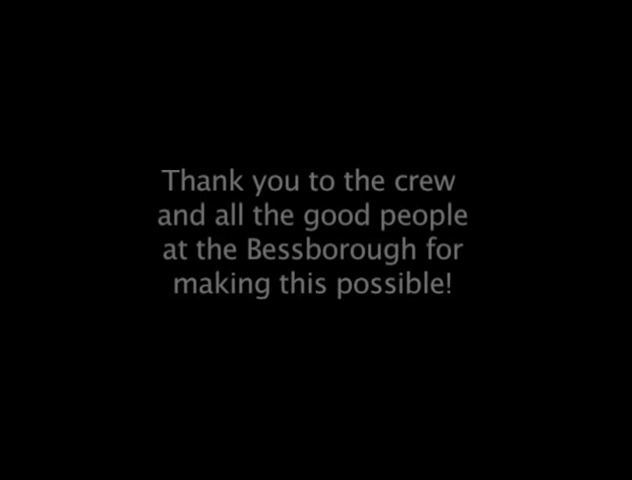 Thank you to the crew
and all the good people
at the Bessborough for
making this possible!